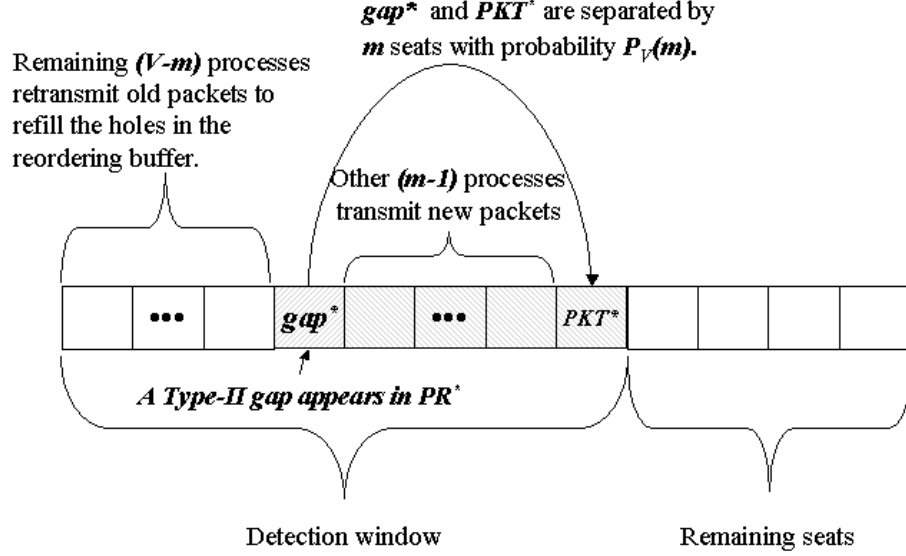 gap* and PKT* are separated by
m seats with probability P_V(m).
Remaining (V-m) processes
retransmit old packets to
refill the holes in the
reordering buffer.
Other (m-1) processes
transmit new packets
••• gap* ••• PKT*
A Type-II gap appears in PR*
Detection window Remaining seats